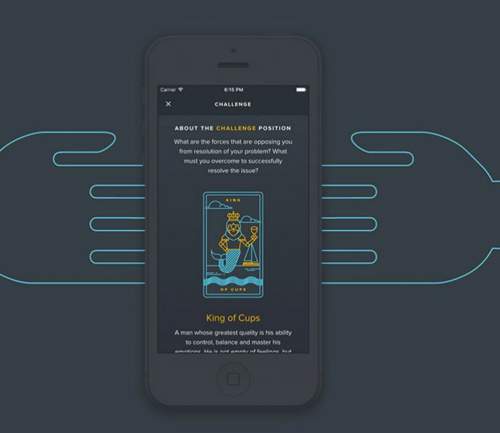 Carrier 8:15 PM
CHALLENGE
ABOUT THE CHALLENGE POSITION
What are the forces that are opposing you
from resolution of your problem? What
must you overcome to successfully
resolve the issue?
KING
OF CUPS
King of Cups
A man whose greatest quality is his ability
to control, balance and master his
emotions. He is not empty of feelings, but